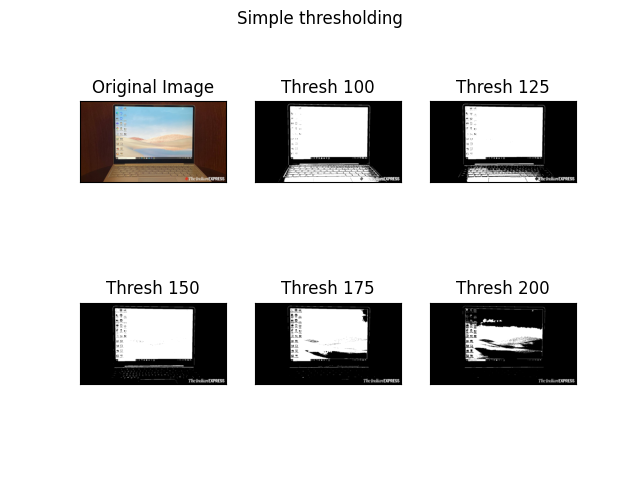 Simple thresholding
Original Image
Thresh 100
Thresh 125
The Indian EXPRESS
The Indian EXPRESS
The Indian EXPRESS
Thresh 150
Thresh 175
Thresh 200
The Indian EXPRESS
The Indian EXPRESS
The Indian EXPRESS